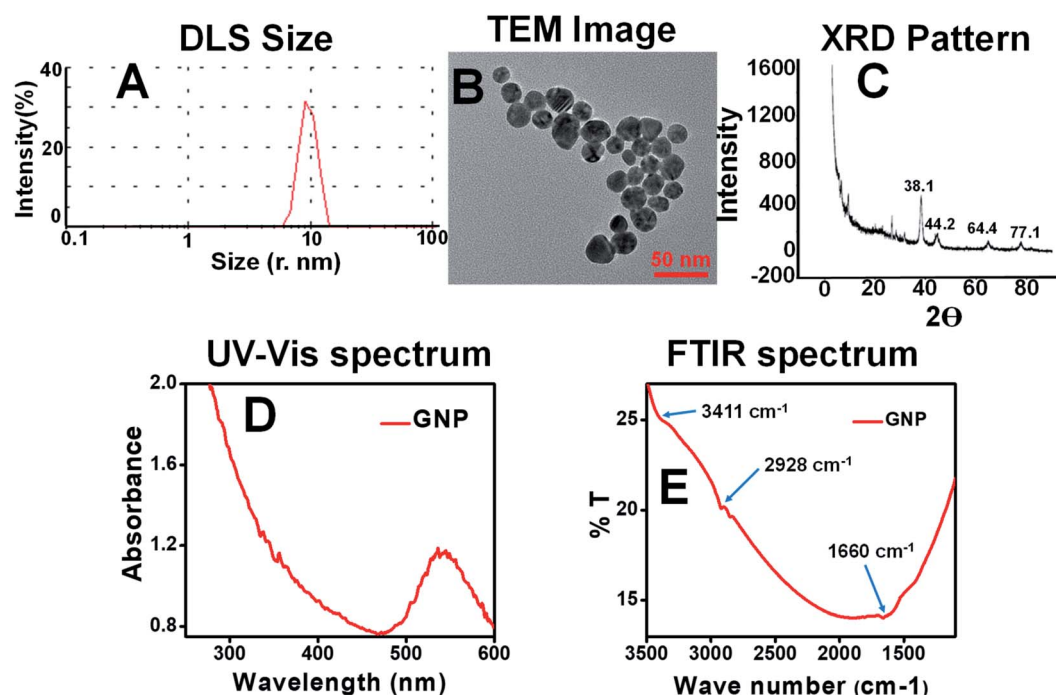 DLS Size
A
Intensity(%)
40
20
0
0.1
1
10
100
Size (r. nm)
TEM Image
B
50 nm
XRD Pattern
C
Intensity
1600
1200
800
400
0
-200
38.1
44.2
64.4
77.1
0
20
40
60
80
2Θ
UV-Vis spectrum
D
GNP
Absorbance
2.0
1.6
1.2
0.8
300
400
500
600
Wavelength (nm)
FTIR spectrum
E
GNP
3411 cm⁻¹
2928 cm⁻¹
1660 cm⁻¹
% T
25
20
15
3500
3000
2500
2000
1500
Wave number (cm-1)